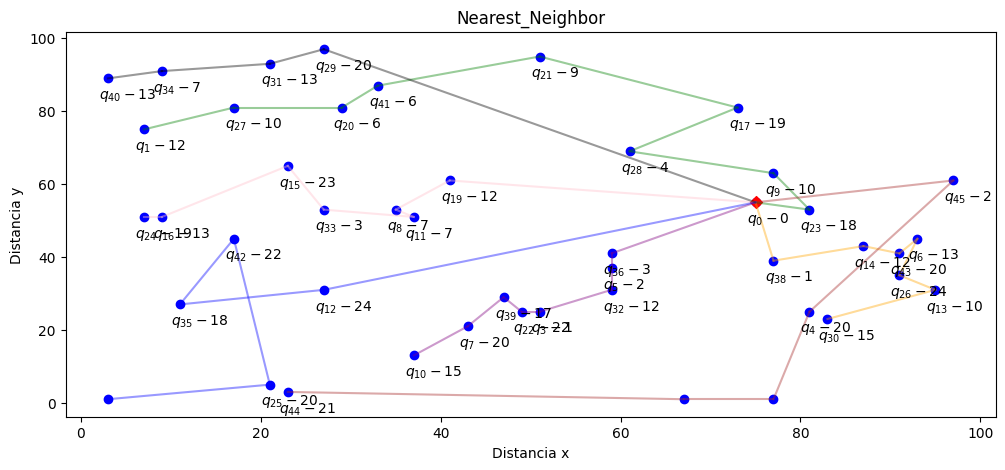 Nearest_Neighbor
100
80
60
40
20
0
Distancia y
0
20
40
60
80
100
Distancia x
q29 − 20
q31 − 13
q34 − 7
q40 − 13
q21 − 9
q41 − 6
q27 − 10
q20 − 6
q17 − 19
q1 − 12
q28 − 4
q15 − 23
q9 − 10
q19 − 12
q45 − 2
q0 − 0
q23 − 18
q33 − 3
q8 − 7
q11 − 7
q42 − 22
q6 − 13
q14 − 12
q36 − 3
q43 − 20
q38 − 1
q5 − 2
q12 − 24
q32 − 12
q13 − 10
q39 − 17
q35 − 18
q4 − 20
q30 − 15
q7 − 20
q10 − 15
q25 − 20
q44 − 21